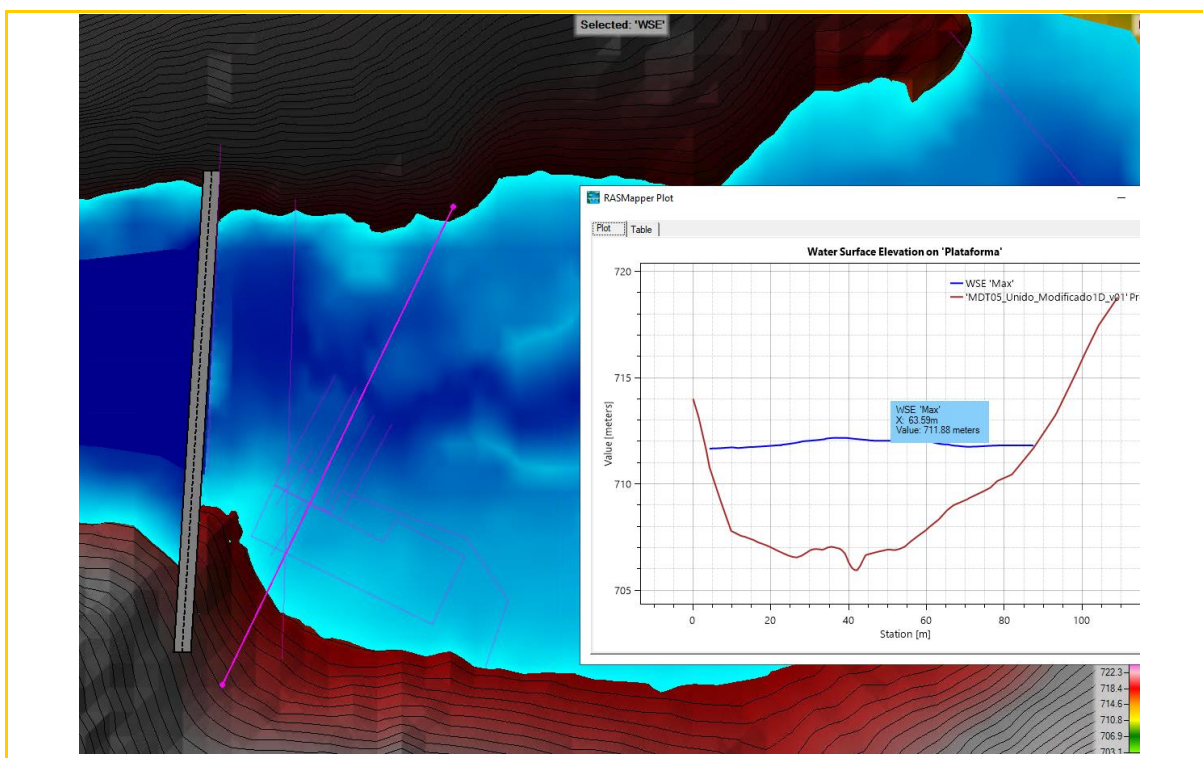 Selected: 'WSE'
RASMapper Plot
Plot
Table
Water Surface Elevation on 'Plataforma'
WSE 'Max'
'MDT05_Unido_Modificado1D_v01' Pr
WSE 'Max'
X: 63.59m
Value: 711.88 meters
Value [meters]
720
715
710
705
0 20 40 60 80 100
Station [m]
722.3
718.4
714.6
710.8
706.9
703.1